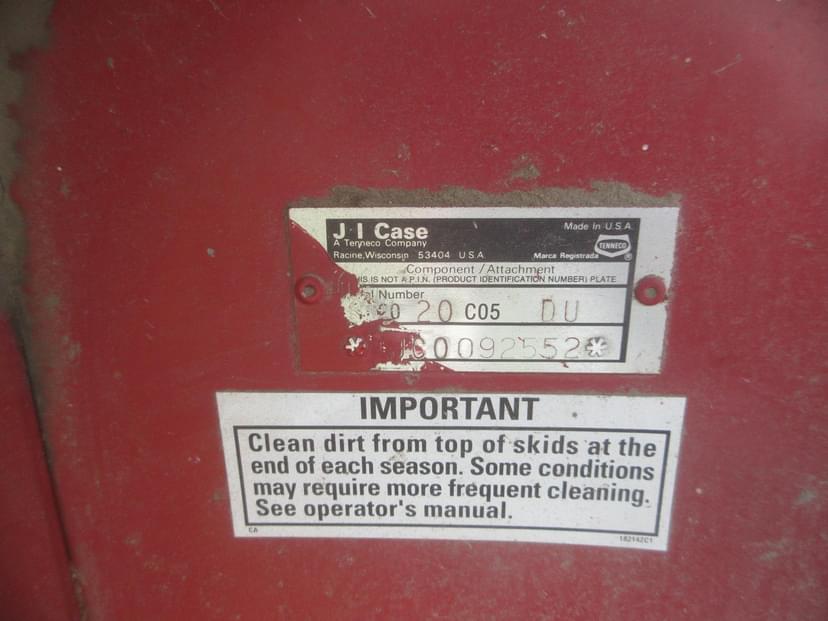 J I Case
Made in U.S.A.
A Tenneco Company
TENNECO
Racine, Wisconsin 53404 U S A
Marca Registrada ®
Component / Attachment
IS IS NOT A P.I.N. (PRODUCT IDENTIFICATION NUMBER) PLATE.
Number
20 C05 DU
0092552*
IMPORTANT
Clean dirt from top of skids at the
end of each season. Some conditions
may require more frequent cleaning.
See operator's manual.
CA
182142C1